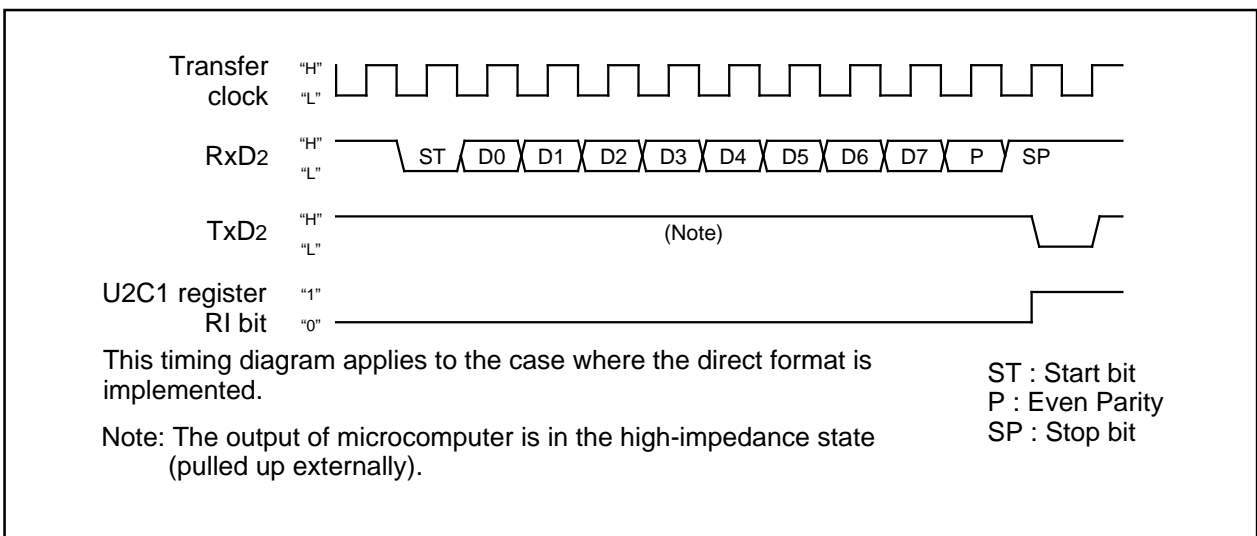 Transfer clock
“H”
“L”
RxD2
“H”
“L”
ST D0 D1 D2 D3 D4 D5 D6 D7 P SP
TxD2
“H”
“L”
(Note)
U2C1 register
RI bit
“1”
“0”
This timing diagram applies to the case where the direct format is
implemented.
Note: The output of microcomputer is in the high-impedance state
(pulled up externally).
ST : Start bit
P : Even Parity
SP : Stop bit